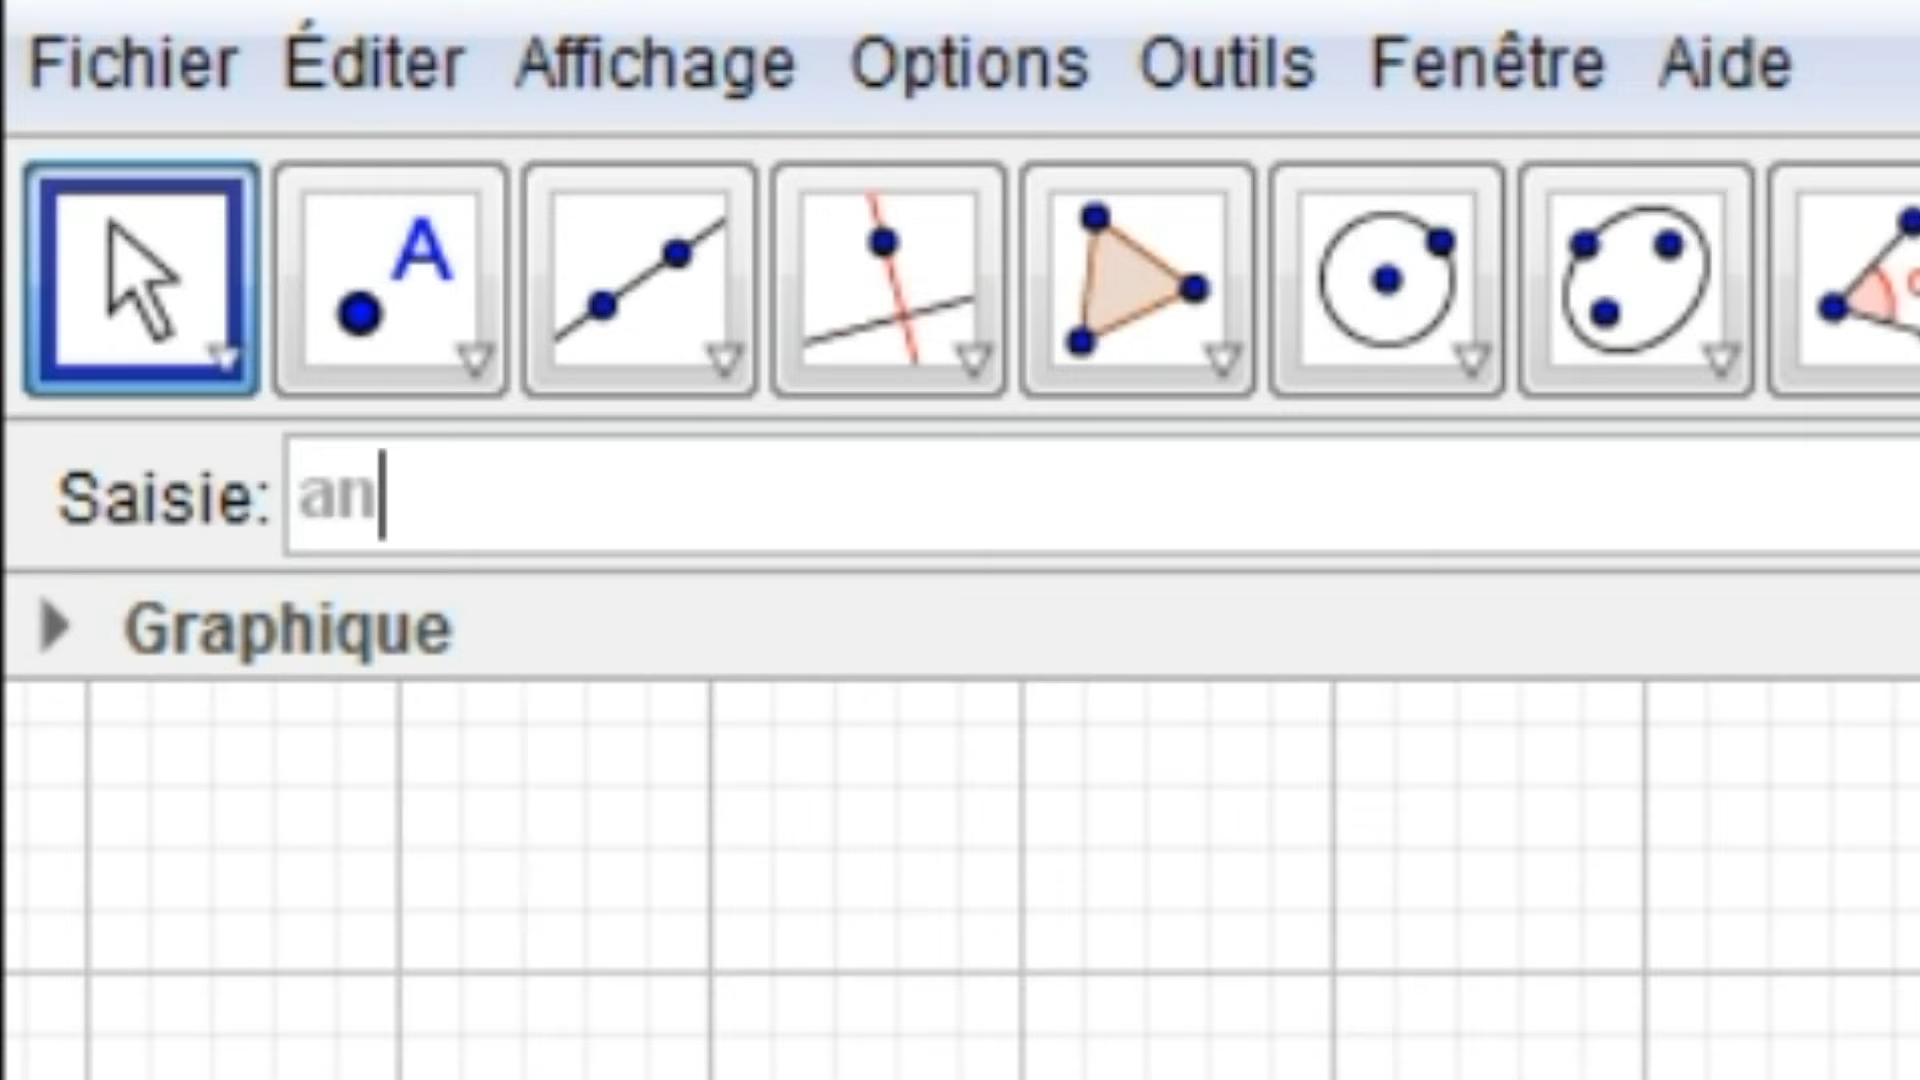 Fichier Éditer Affichage Options Outils Fenêtre Aide
A
Saisie: an
Graphique